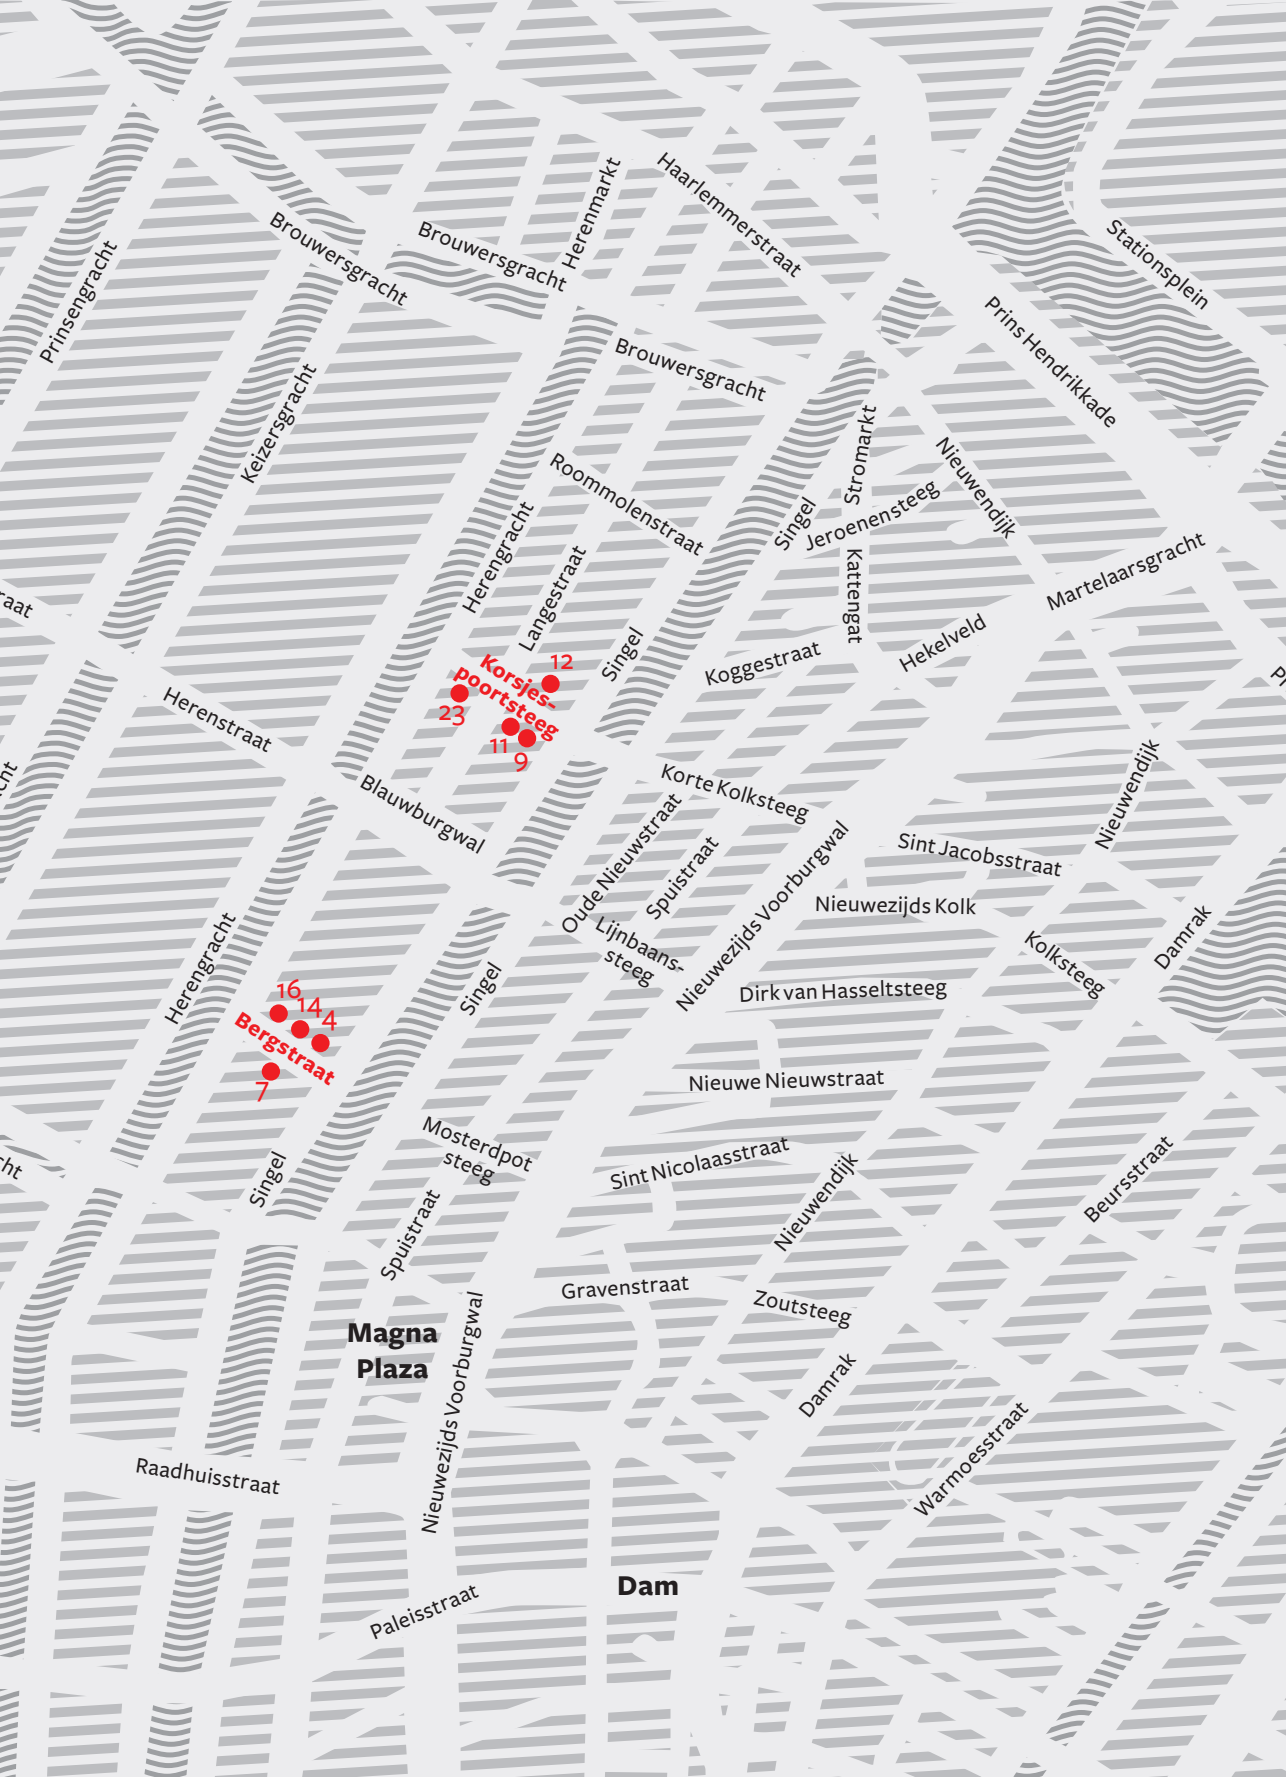 Haarlemmerstraat
Herenmarkt
Brouwersgracht
Brouwersgracht
Stationsplein
Prinsengracht
Prins Hendrikkade
Brouwersgracht
Keizersgracht
Stromarkt
Nieuwendijk
Roommolenstraat
Singel
Jeroenensteeg
Herengracht
Langestraat
Kattengat
Martelaarsgracht
raat
Singel
Koggestraat
Hekelveld
12
Korsjes-
poortsteeg
23
11
9
Herenstraat
Blauwburgwal
Korte Kolksteeg
Nieuwendijk
Oude Nieuwstraat
Spuistraat
Nieuwezijds Voorburgwal
Sint Jacobsstraat
Nieuwezijds Kolk
Lijnbaans-
steeg
Kolksteeg
Damrak
Herengracht
Singel
Dirk van Hasseltsteeg
16
14
4
Bergstraat
7
Nieuwe Nieuwstraat
Mosterdpot
steeg
Sint Nicolaasstraat
Nieuwendijk
Beursstraat
Singel
Spuistraat
Gravenstraat
Zoutsteeg
Magna
Plaza
Nieuwezijds Voorburgwal
Damrak
Warmoesstraat
Raadhuisstraat
Dam
Paleisstraat